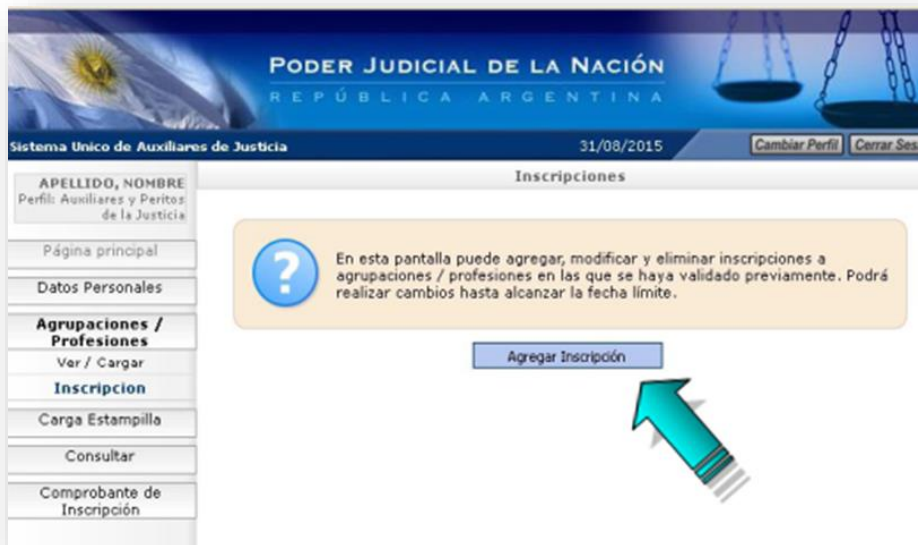 PODER JUDICIAL DE LA NACIÓN
REPÚBLICA ARGENTINA
Sistema Unico de Auxiliares de Justicia
31/08/2015
Cambiar Perfil
Cerrar Ses
APELLIDO, NOMBRE
Perfil: Auxiliares y Peritos
de la Justicia
Página principal
Datos Personales
Agrupaciones /
Profesiones
Ver / Cargar
Inscripcion
Carga Estampilla
Consultar
Comprobante de
Inscripción
Inscripciones
?
En esta pantalla puede agregar, modificar y eliminar inscripciones a
agrupaciones / profesiones en las que se haya validado previamente. Podrá
realizar cambios hasta alcanzar la fecha límite.
Agregar Inscripción